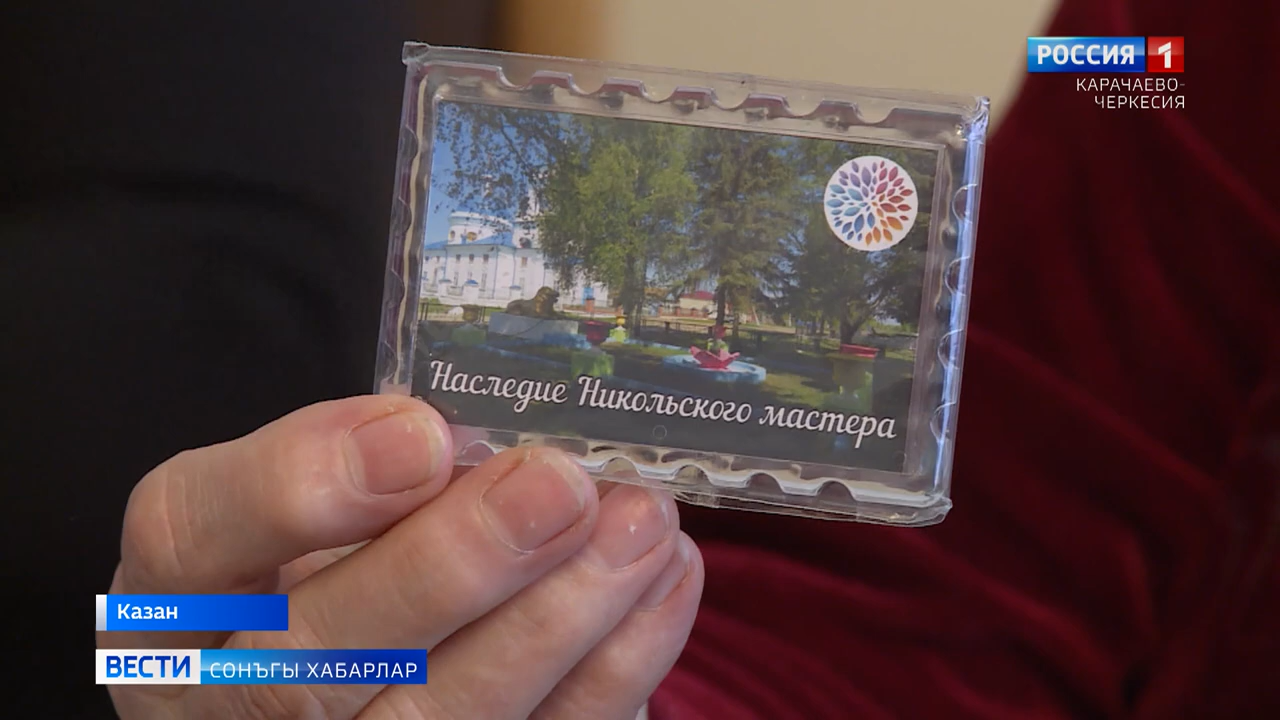 РОССИЯ 1
КАРАЧАЕВО-
ЧЕРКЕСИЯ
Наследие Никольского мастера
Казан
ВЕСТИ СОНЪГЫ ХАБАРЛАР